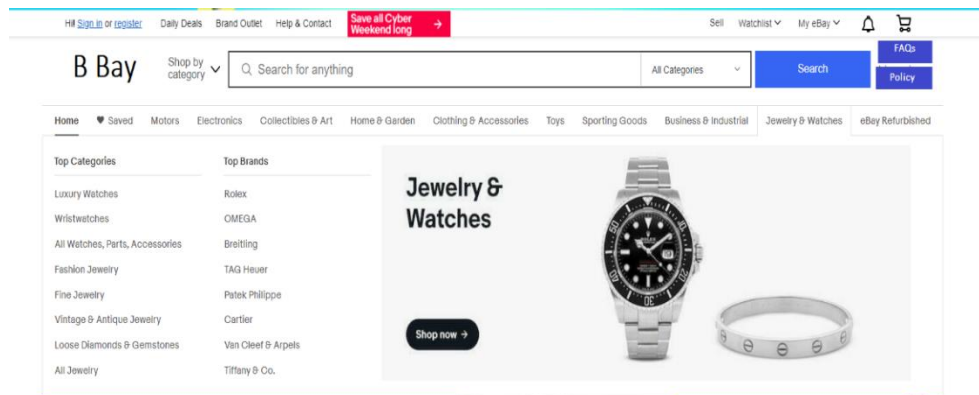 Hi! Sign in or register Daily Deals Brand Outlet Help & Contact Save all Cyber Weekend long → Sell Watchlist My eBay
FAQs
B Bay Shop by category Search for anything All Categories Search
Policy
Home Saved Motors Electronics Collectibles & Art Home & Garden Clothing & Accessories Toys Sporting Goods Business & Industrial Jewelry & Watches eBay Refurbished
Top Categories
Luxury Watches
Wristwatches
All Watches, Parts, Accessories
Fashion Jewelry
Fine Jewelry
Vintage & Antique Jewelry
Loose Diamonds & Gemstones
All Jewelry
Top Brands
Rolex
OMEGA
Breitling
TAG Heuer
Patek Philippe
Cartier
Van Cleef & Arpels
Tiffany & Co.
Jewelry &
Watches
Shop now →